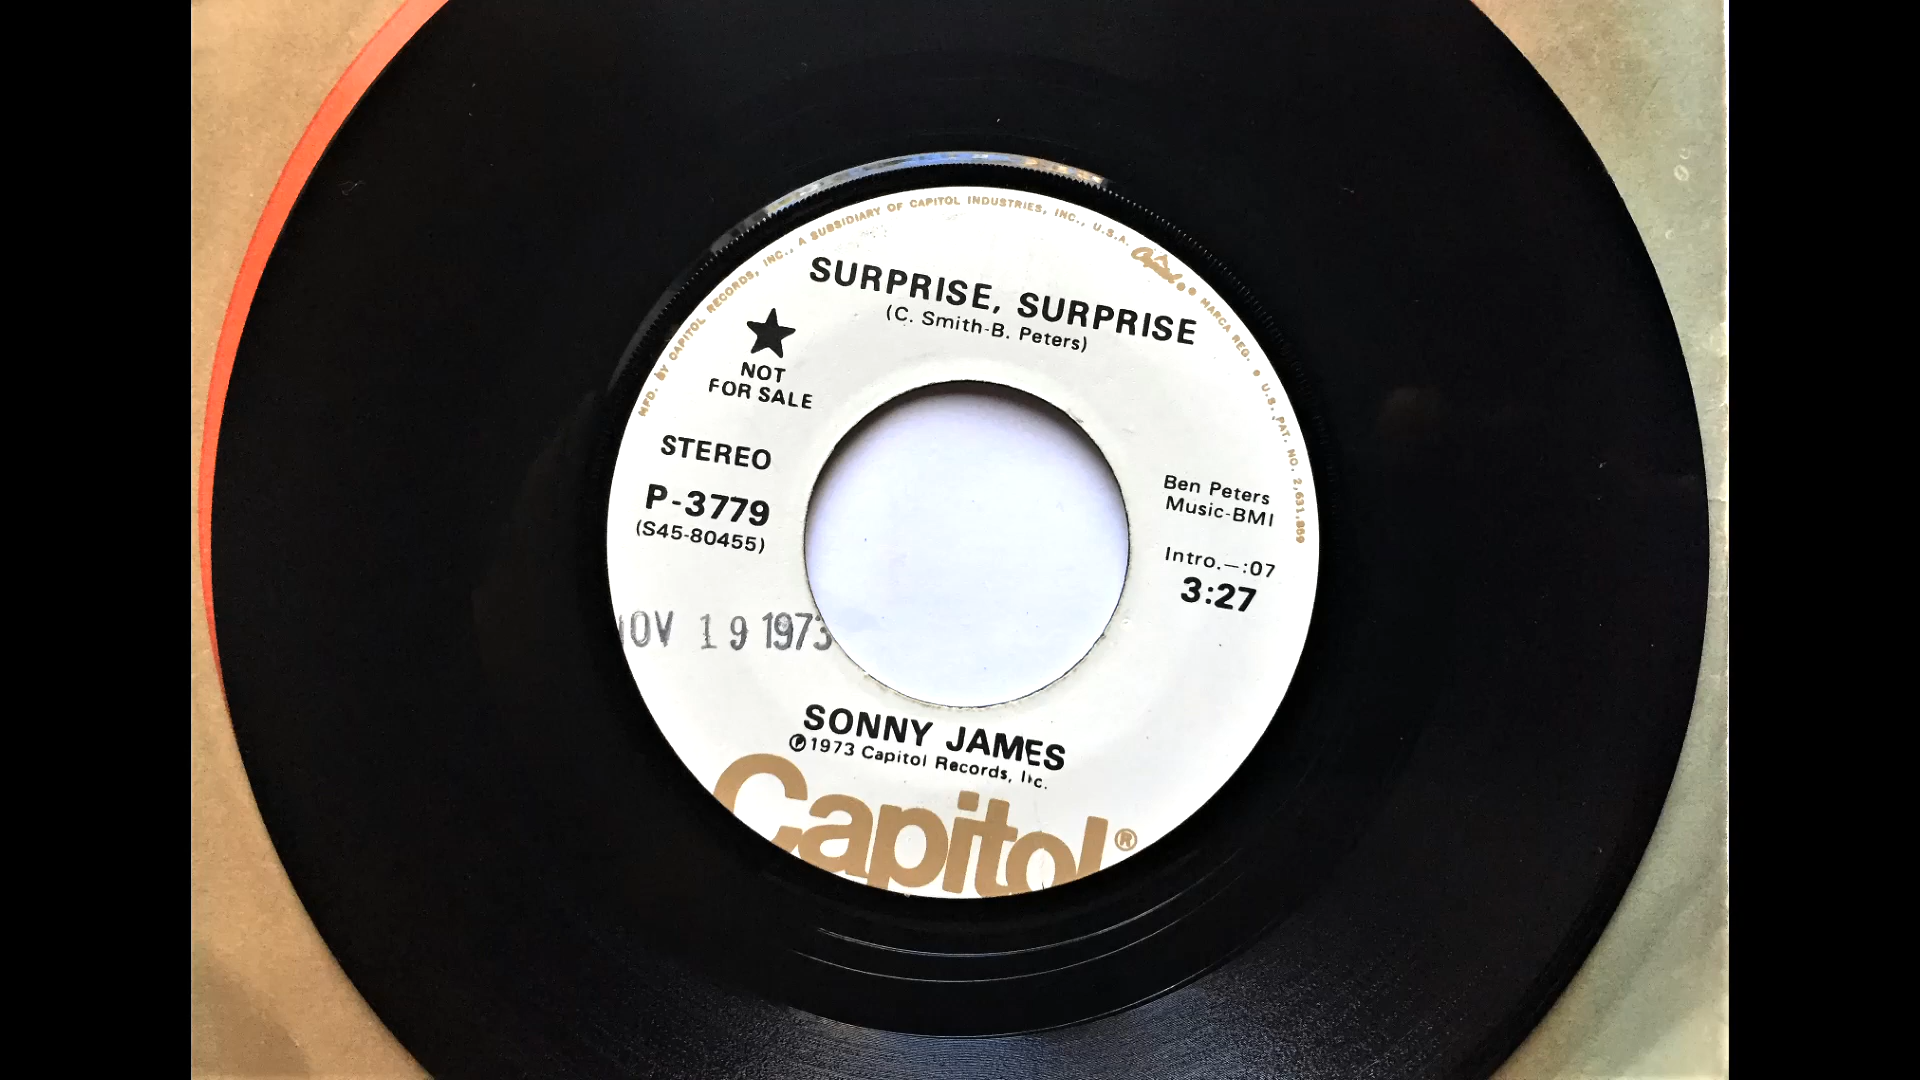 MFD. BY CAPITOL RECORDS, INC., A SUBSIDIARY OF CAPITOL INDUSTRIES, INC., U.S.A. Capitol • MARCA REG. • U.S. PAT. NO. 2,631,859
SURPRISE, SURPRISE
(C. Smith-B. Peters)
★
NOT
FOR SALE
STEREO
P-3779
(S45-80455)
Ben Peters
Music-BMI
Intro.—:07
3:27
NOV 19 1973
SONNY JAMES
℗1973 Capitol Records, Inc.
Capitol®